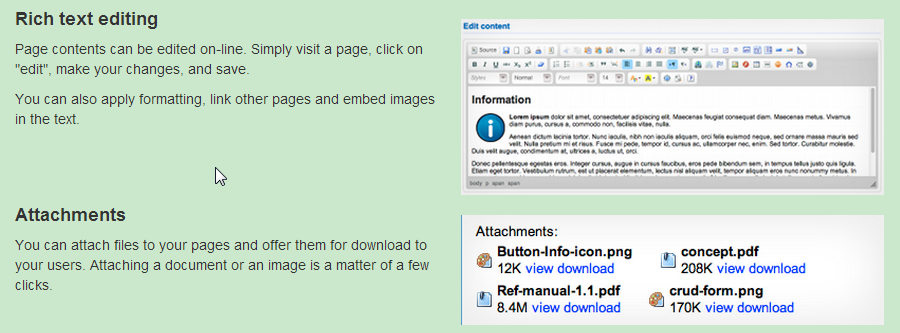 Rich text editing
Page contents can be edited on-line. Simply visit a page, click on
"edit", make your changes, and save.
You can also apply formatting, link other pages and embed images
in the text.
Edit content
Source
Styles
Normal
Font
14
Information
Lorem ipsum dolor sit amet, consectetuer adipiscing elit. Maecenas feugiat consequat diam. Maecenas metus. Vivamus
diam purus, cursus a, commodo non, facilisis vitae, nulla.
Aenean dictum lacinia tortor. Nunc iaculis, nibh non iaculis aliquam, orci felis euismod neque, sed ornare massa mauris sed
velit. Nulla pretium mi et risus. Fusce mi pede, tempor id, cursus ac, ullamcorper nec, enim. Sed tortor. Curabitur molestie.
Duis velit augue, condimentum at, ultrices a, luctus ut, orci.
Donec pellentesque egestas eros. Integer cursus, augue in cursus faucibus, eros pede bibendum sem, in tempus tellus justo quis ligula.
Etiam eget tortor. Vestibulum rutrum, est ut placerat elementum, lectus nisl aliquam velit, tempor aliquam eros nunc nonummy metus. In
body p span span
Attachments
You can attach files to your pages and offer them for download to
your users. Attaching a document or an image is a matter of a few
clicks.
Attachments:
Button-Info-icon.png
12K view download
concept.pdf
208K view download
Ref-manual-1.1.pdf
8.4M view download
crud-form.png
170K view download